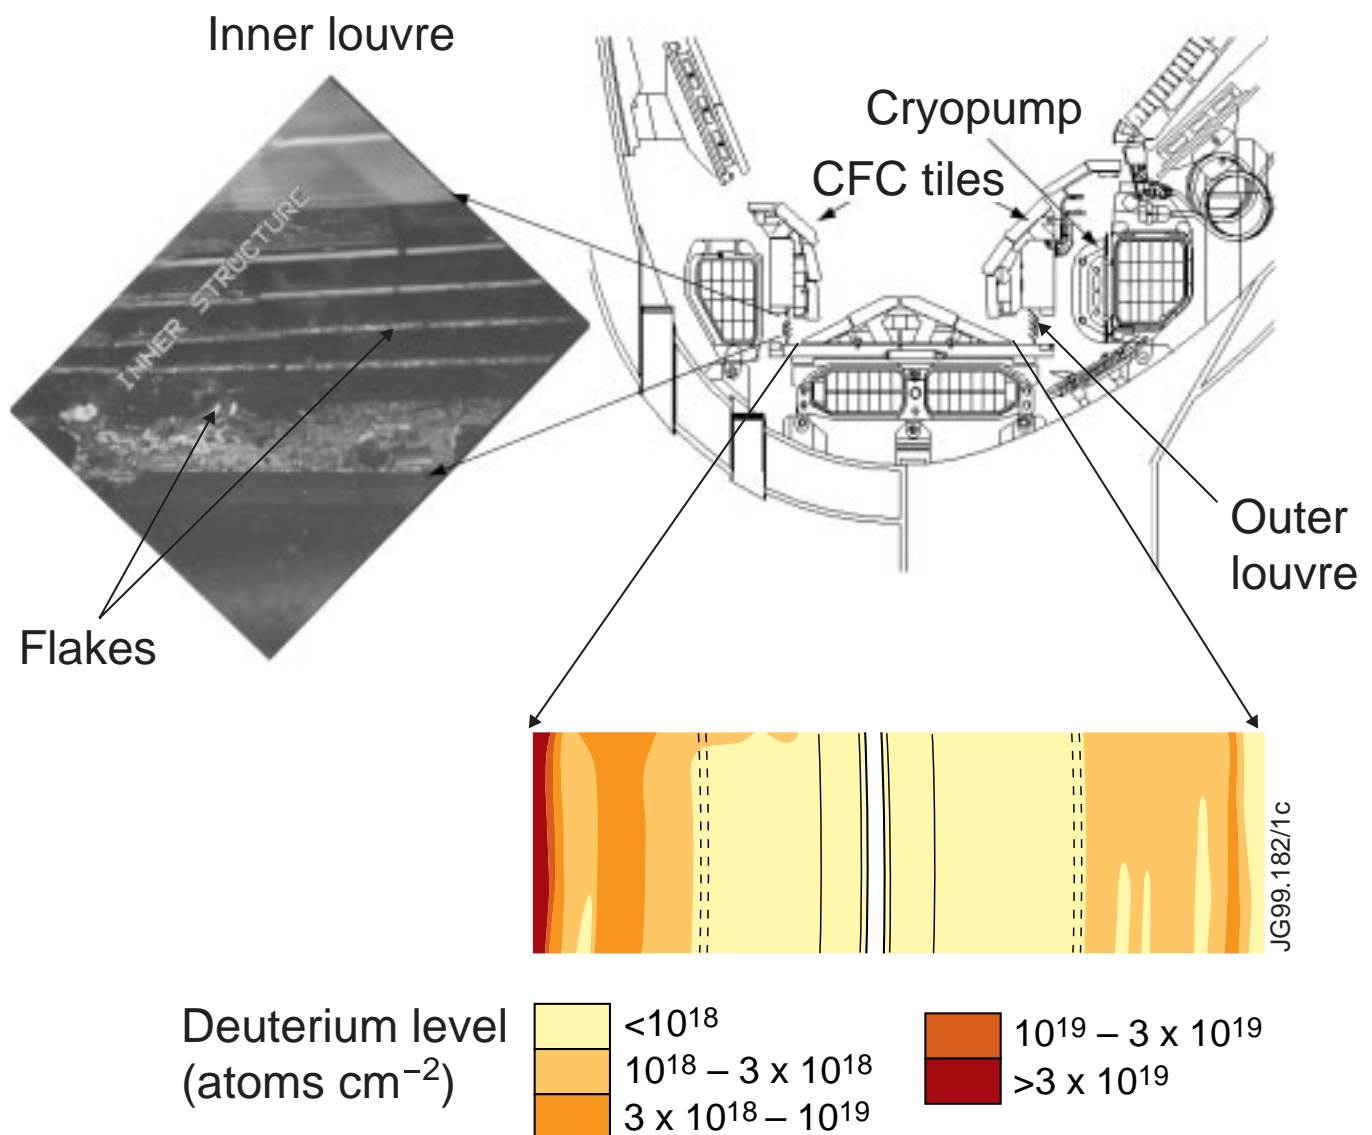 Inner louvre
Cryopump
CFC tiles
INNER STRUCTURE
Outer
louvre
Flakes
JG99.182/1c
Deuterium level
(atoms cm⁻²)
<10¹⁸
10¹⁸ – 3 x 10¹⁸
3 x 10¹⁸ – 10¹⁹
10¹⁹ – 3 x 10¹⁹
>3 x 10¹⁹